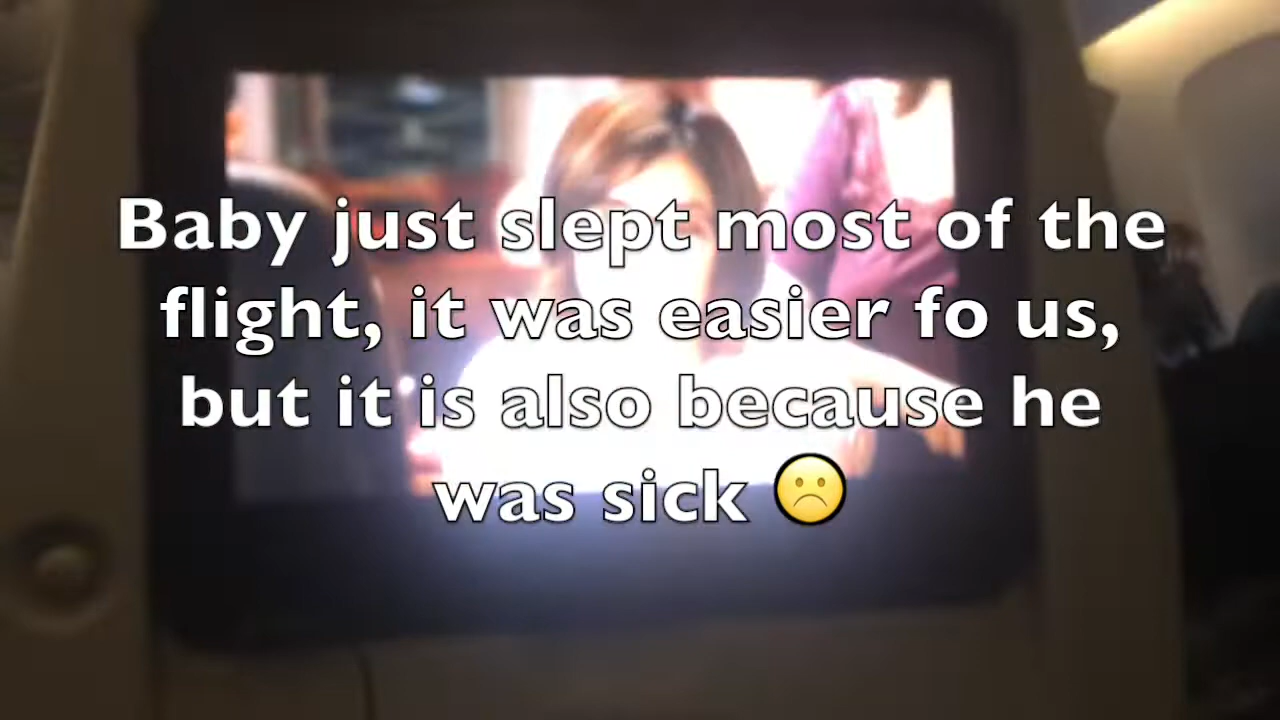 Baby just slept most of the
flight, it was easier fo us,
but it is also because he
was sick ☹️